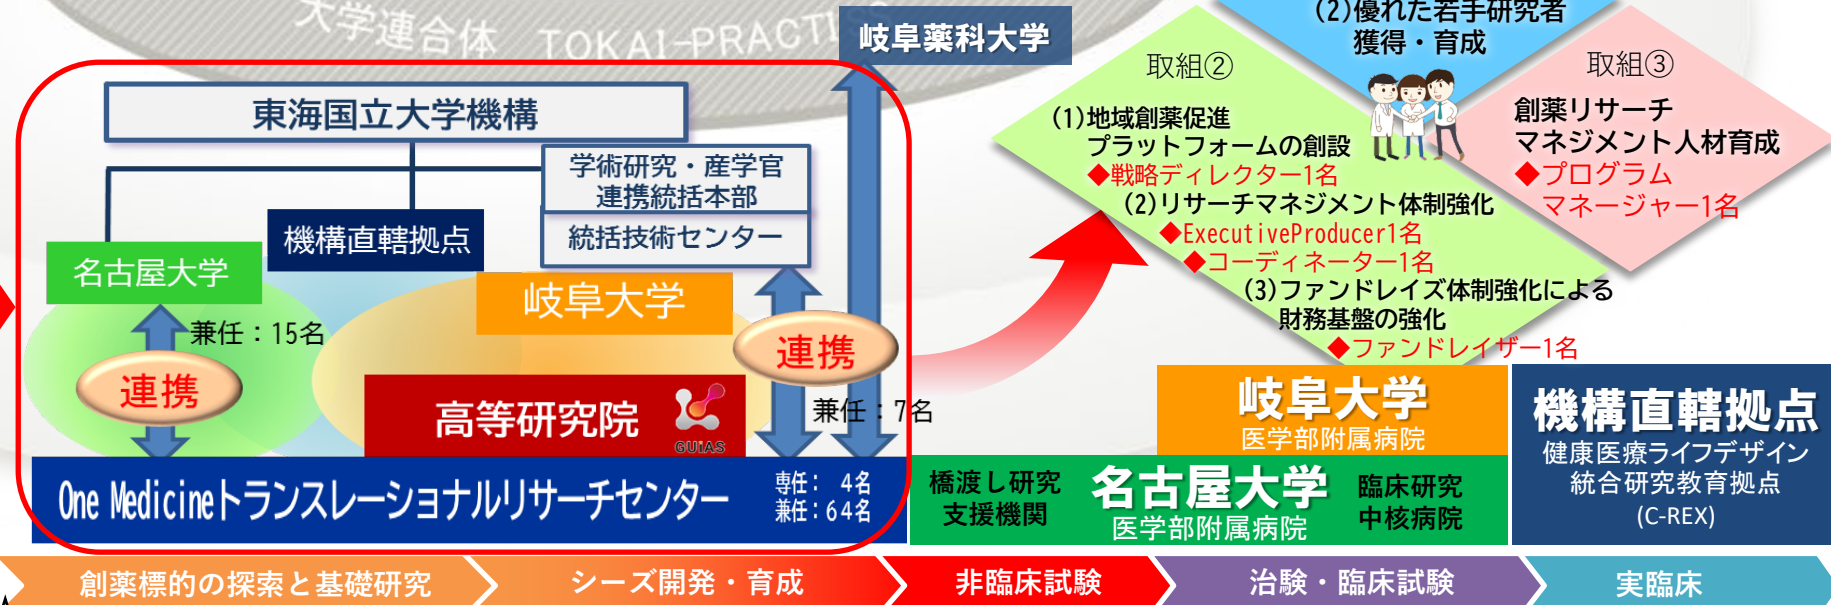 大学連合体 TOKAI-PRACTI
岐阜薬科大学
東海国立大学機構
学術研究・産学官
連携統括本部
統括技術センター
機構直轄拠点
名古屋大学
岐阜大学
兼任：15名
連携
連携
兼任：7名
高等研究院
GUiAS
One Medicineトランスレーショナルリサーチセンター
専任： 4名
兼任：64名
(2)優れた若手研究者
獲得・育成
取組②
(1)地域創薬促進
プラットフォームの創設
◆戦略ディレクター1名
(2)リサーチマネジメント体制強化
◆ExecutiveProducer1名
◆コーディネーター1名
(3)ファンドレイズ体制強化による
財務基盤の強化
◆ファンドレイザー1名
取組③
創薬リサーチ
マネジメント人材育成
◆プログラム
マネージャー1名
岐阜大学
医学部附属病院
橋渡し研究
支援機関
名古屋大学
医学部附属病院
臨床研究
中核病院
機構直轄拠点
健康医療ライフデザイン
統合研究教育拠点
(C-REX)
創薬標的の探索と基礎研究
シーズ開発・育成
非臨床試験
治験・臨床試験
実臨床